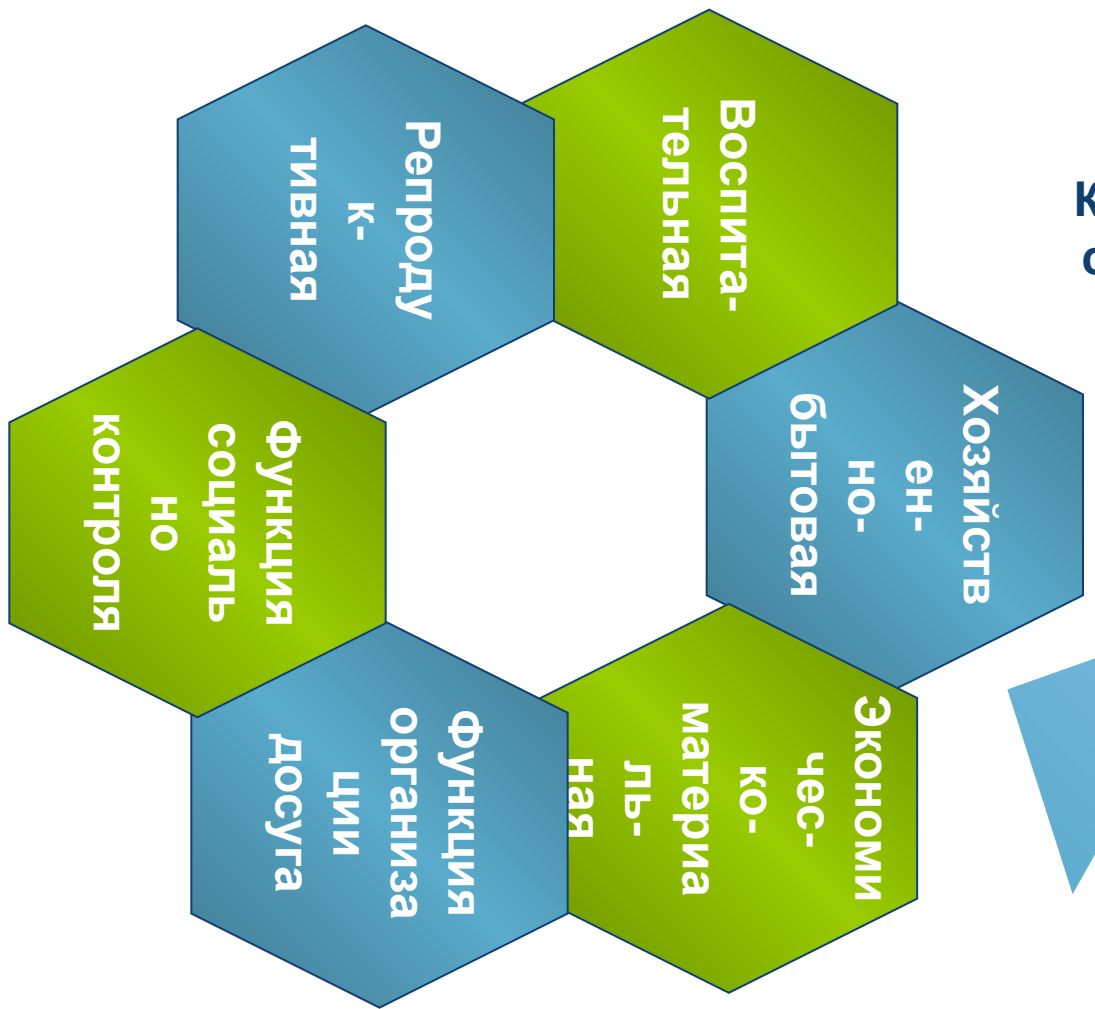 Репроду
к-
тивная
Воспита-
тельная
Хозяйств
ен-
но-
бытовая
Экономи
чес-
ко-
материа
ль-
ная
Функция
организа
ции
досуга
Функция
социаль
но
контроля
К